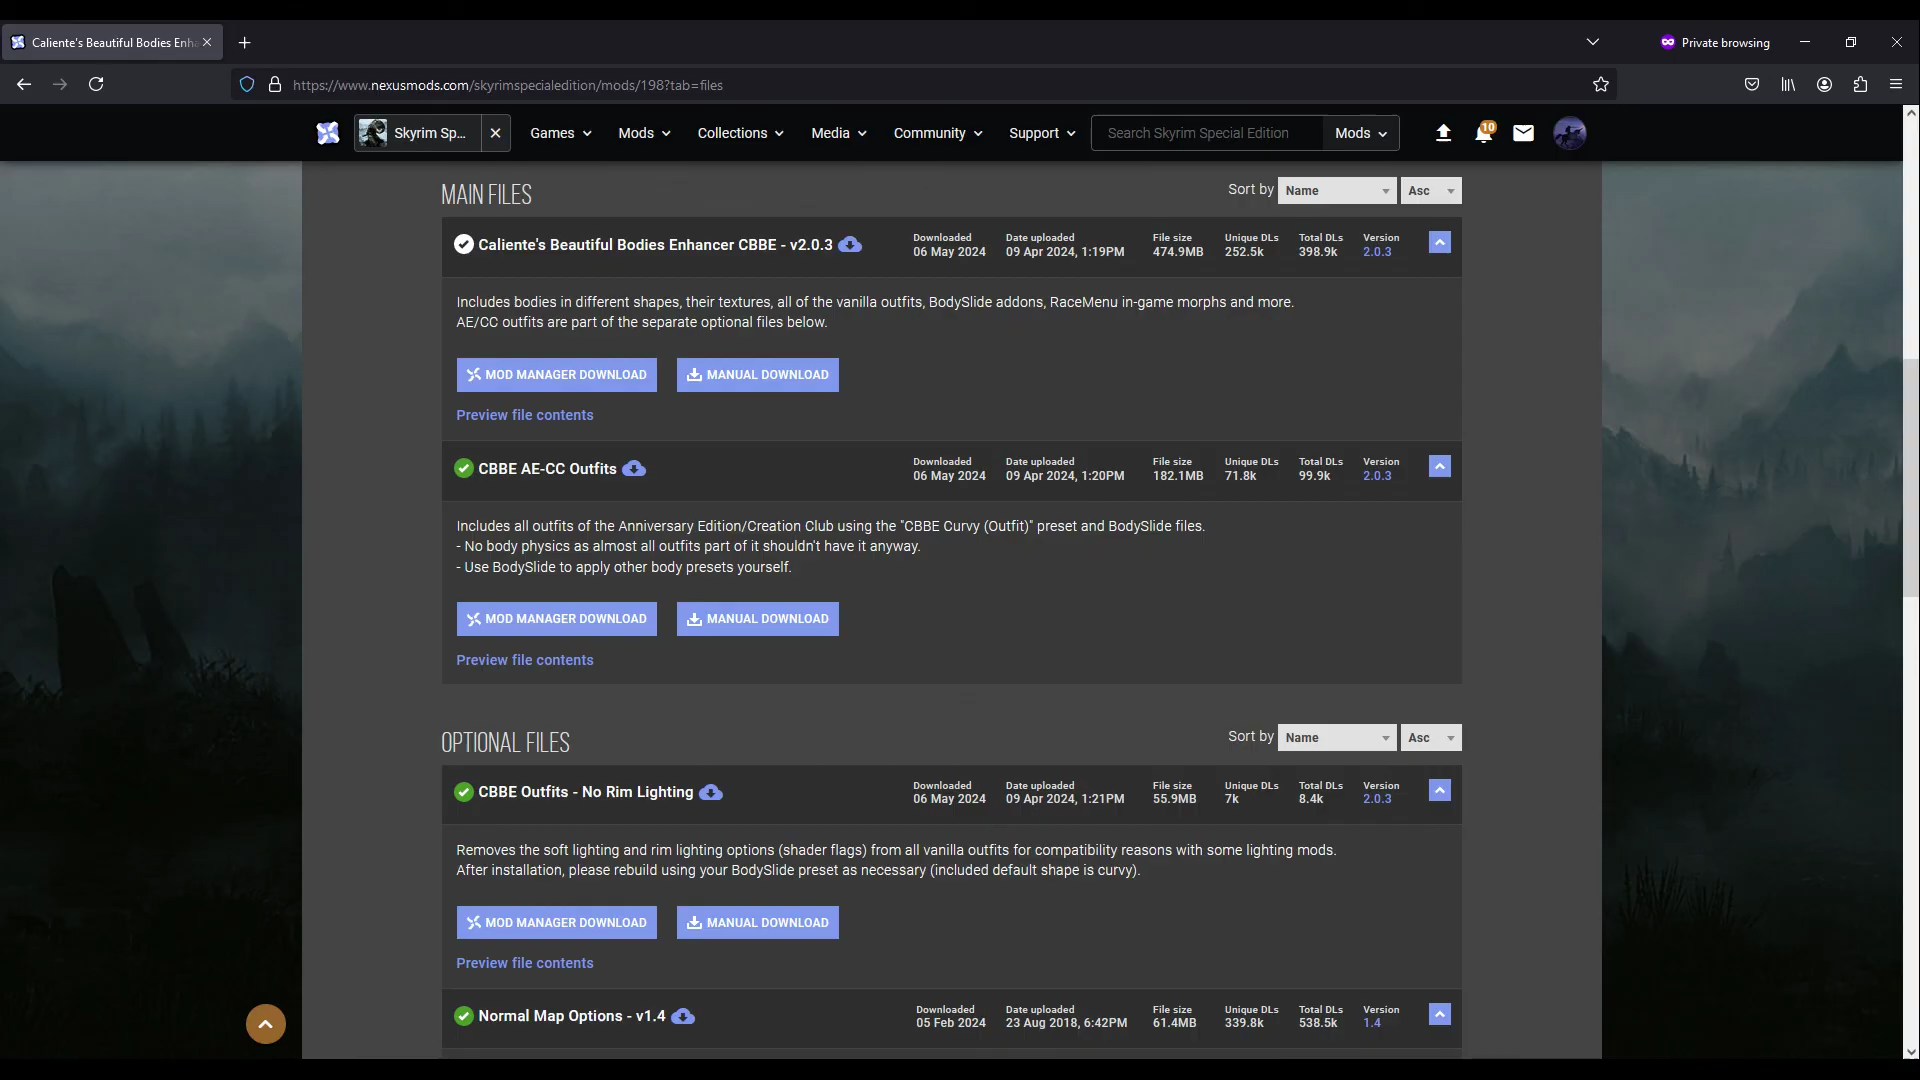 Caliente's Beautiful Bodies Enha
Private browsing
https://www.nexusmods.com/skyrimspecialedition/mods/198?tab=files
Skyrim Sp...
Games
Mods
Collections
Media
Community
Support
Search Skyrim Special Edition
Mods
10
MAIN FILES
Sort by
Name
Asc
Caliente's Beautiful Bodies Enhancer CBBE - v2.0.3
Downloaded
06 May 2024
Date uploaded
09 Apr 2024, 1:19PM
File size
474.9MB
Unique DLs
252.5k
Total DLs
398.9k
Version
2.0.3
Includes bodies in different shapes, their textures, all of the vanilla outfits, BodySlide addons, RaceMenu in-game morphs and more.
AE/CC outfits are part of the separate optional files below.
MOD MANAGER DOWNLOAD
MANUAL DOWNLOAD
Preview file contents
CBBE AE-CC Outfits
Downloaded
06 May 2024
Date uploaded
09 Apr 2024, 1:20PM
File size
182.1MB
Unique DLs
71.8k
Total DLs
99.9k
Version
2.0.3
Includes all outfits of the Anniversary Edition/Creation Club using the "CBBE Curvy (Outfit)" preset and BodySlide files.
- No body physics as almost all outfits part of it shouldn't have it anyway.
- Use BodySlide to apply other body presets yourself.
MOD MANAGER DOWNLOAD
MANUAL DOWNLOAD
Preview file contents
OPTIONAL FILES
Sort by
Name
Asc
CBBE Outfits - No Rim Lighting
Downloaded
06 May 2024
Date uploaded
09 Apr 2024, 1:21PM
File size
55.9MB
Unique DLs
7k
Total DLs
8.4k
Version
2.0.3
Removes the soft lighting and rim lighting options (shader flags) from all vanilla outfits for compatibility reasons with some lighting mods.
After installation, please rebuild using your BodySlide preset as necessary (included default shape is curvy).
MOD MANAGER DOWNLOAD
MANUAL DOWNLOAD
Preview file contents
Normal Map Options - v1.4
Downloaded
05 Feb 2024
Date uploaded
23 Aug 2018, 6:42PM
File size
61.4MB
Unique DLs
339.8k
Total DLs
538.5k
Version
1.4